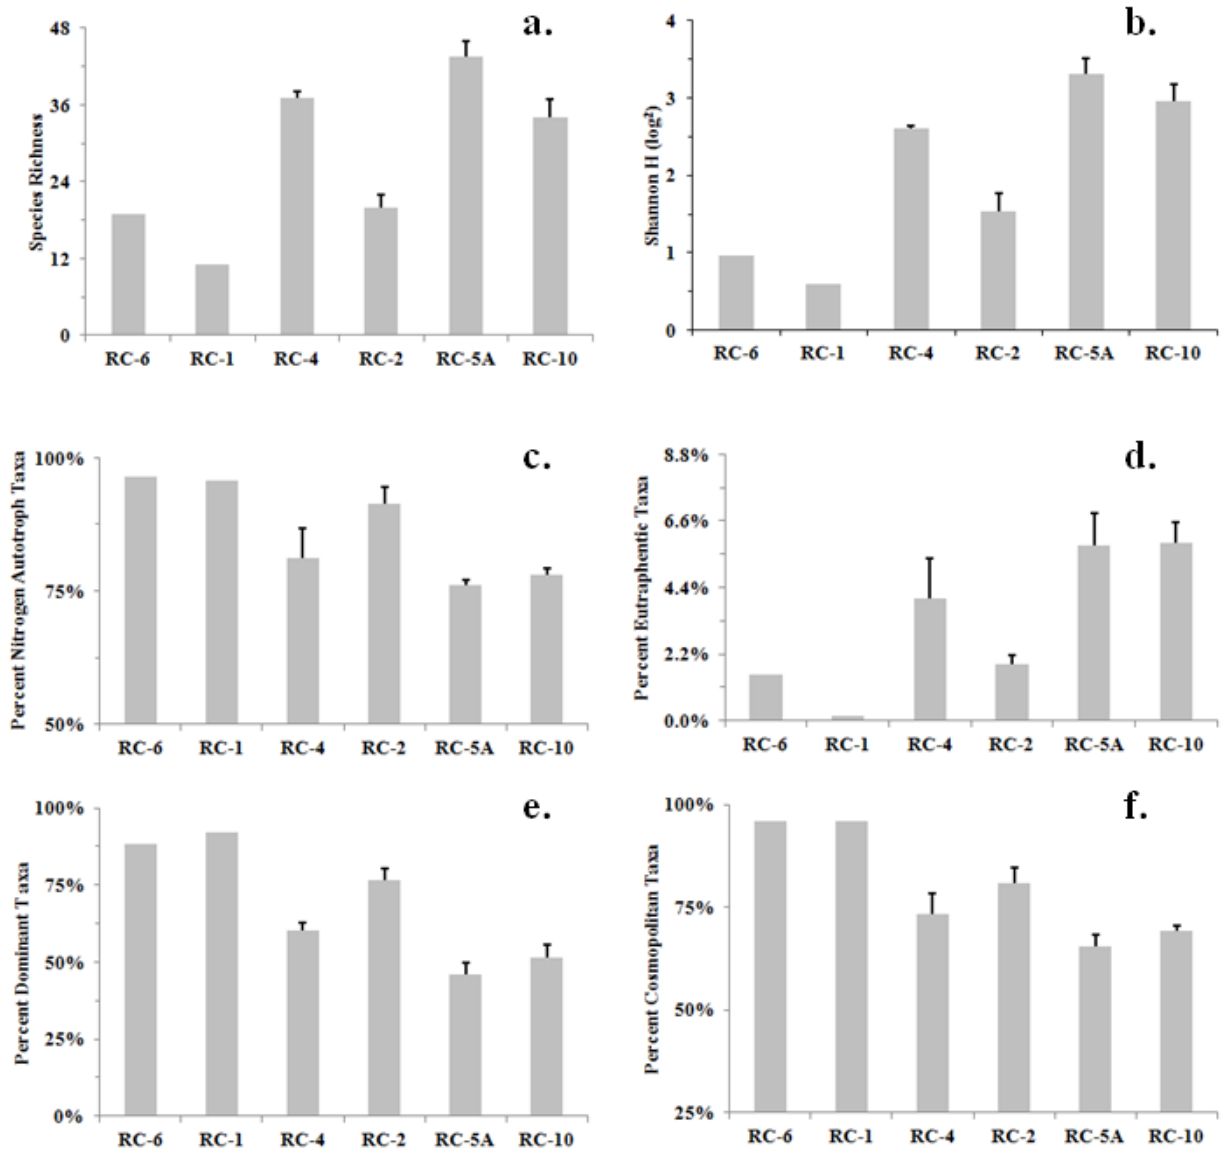 a.
48
36
24
12
0
Species Richness
RC-6 RC-1 RC-4 RC-2 RC-5A RC-10
b.
4
3
2
1
0
Shannon H (log²)
RC-6 RC-1 RC-4 RC-2 RC-5A RC-10
c.
100%
75%
50%
Percent Nitrogen Autotroph Taxa
RC-6 RC-1 RC-4 RC-2 RC-5A RC-10
d.
8.8%
6.6%
4.4%
2.2%
0.0%
Percent Eutraphentic Taxa
RC-6 RC-1 RC-4 RC-2 RC-5A RC-10
e.
100%
75%
50%
25%
0%
Percent Dominant Taxa
RC-6 RC-1 RC-4 RC-2 RC-5A RC-10
f.
100%
75%
50%
25%
Percent Cosmopolitan Taxa
RC-6 RC-1 RC-4 RC-2 RC-5A RC-10